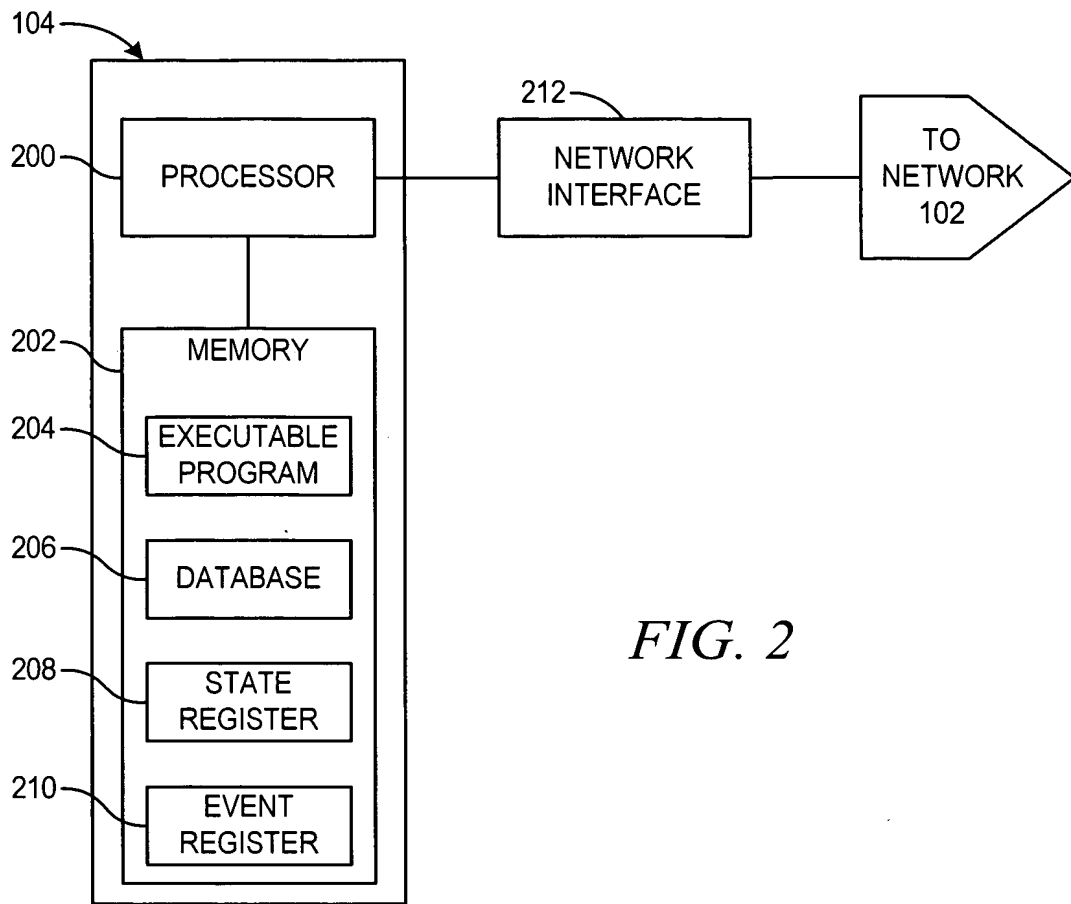 104
212
200
PROCESSOR
NETWORK
INTERFACE
TO
NETWORK
102
202
MEMORY
204
EXECUTABLE
PROGRAM
206
DATABASE
208
STATE
REGISTER
210
EVENT
REGISTER
FIG. 2